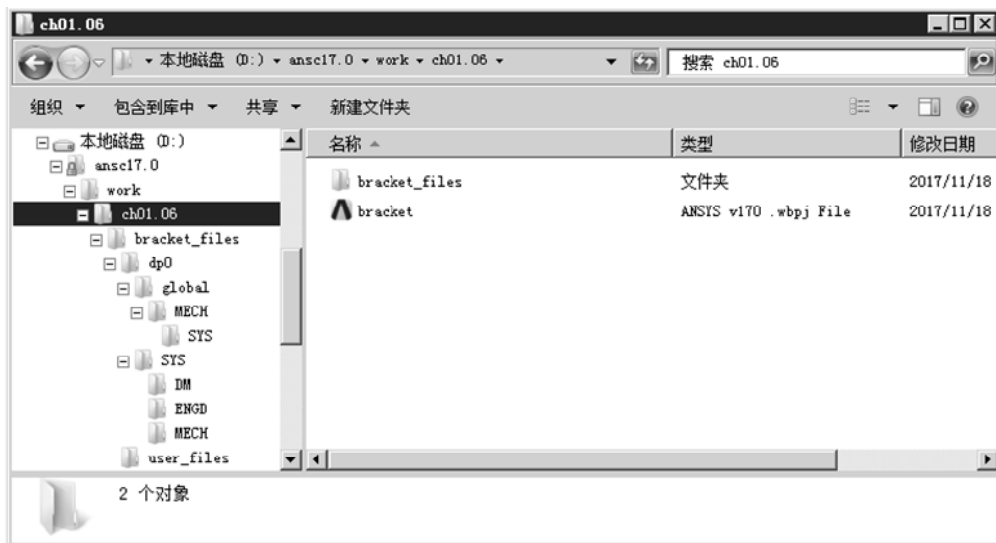 ch01.06
本地磁盘 (D:) ansc17.0 work ch01.06 搜索 ch01.06
组织 包含到库中 共享 新建文件夹
本地磁盘 (D:)
ansc17.0
work
ch01.06
bracket_files
dp0
global
MECH
SYS
SYS
DM
ENGD
MECH
user_files
名称 类型 修改日期
bracket_files 文件夹 2017/11/18
bracket ANSYS v170 .wbpj File 2017/11/18
2 个对象